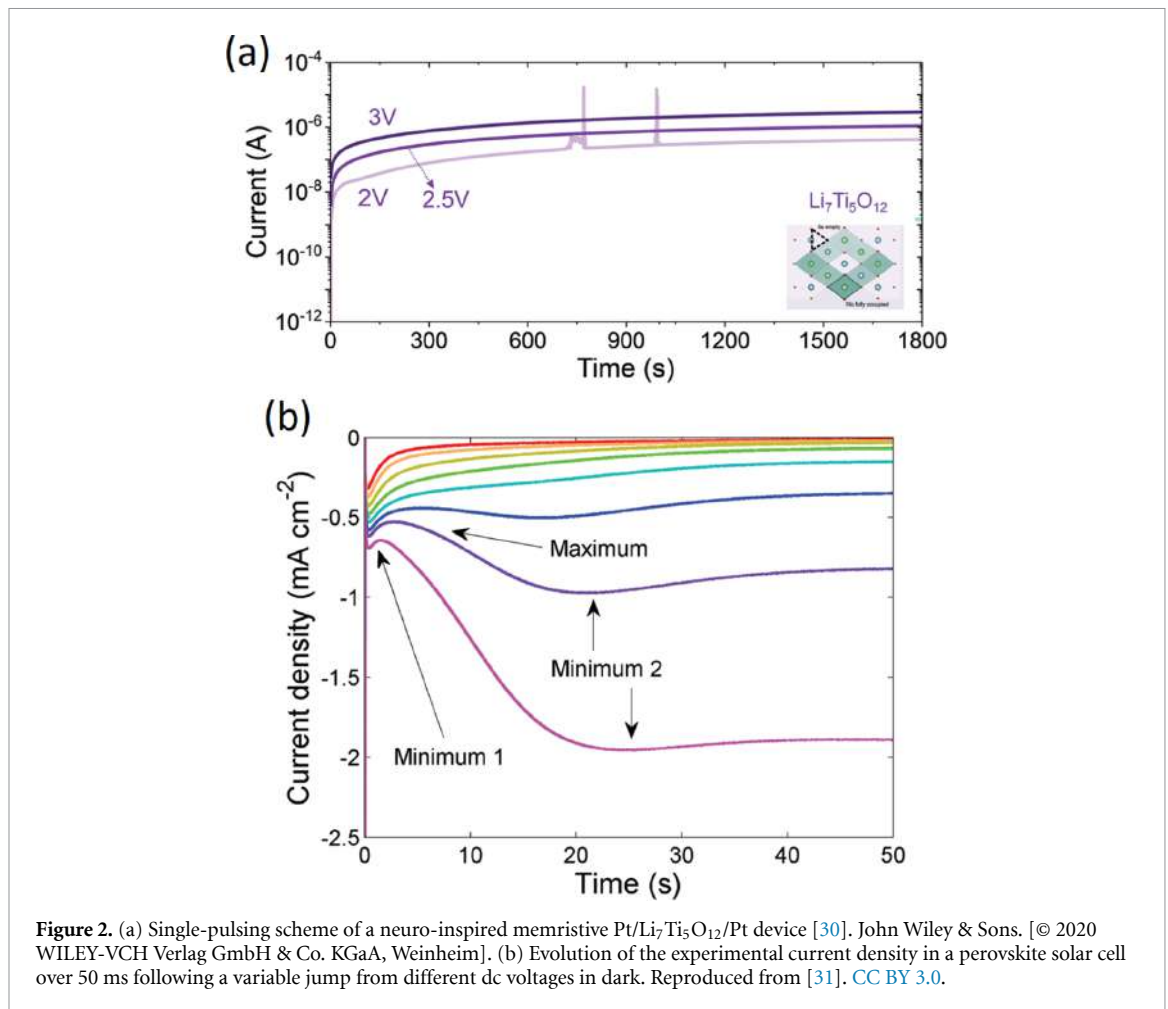 (a)
10⁻⁴
10⁻⁶
10⁻⁸
10⁻¹⁰
10⁻¹²
Current (A)
3V
2V
2.5V
Li₇Ti₅O₁₂
0 300 600 900 1200 1500 1800
Time (s)
(b)
0
-0.5
-1
-1.5
-2
-2.5
Current density (mA cm⁻²)
Maximum
Minimum 2
Minimum 1
0 10 20 30 40 50
Time (s)
Figure 2. (a) Single-pulsing scheme of a neuro-inspired memristive Pt/Li₇Ti₅O₁₂/Pt device [30]. John Wiley & Sons. [© 2020
WILEY-VCH Verlag GmbH & Co. KGaA, Weinheim]. (b) Evolution of the experimental current density in a perovskite solar cell
over 50 ms following a variable jump from different dc voltages in dark. Reproduced from [31]. CC BY 3.0.